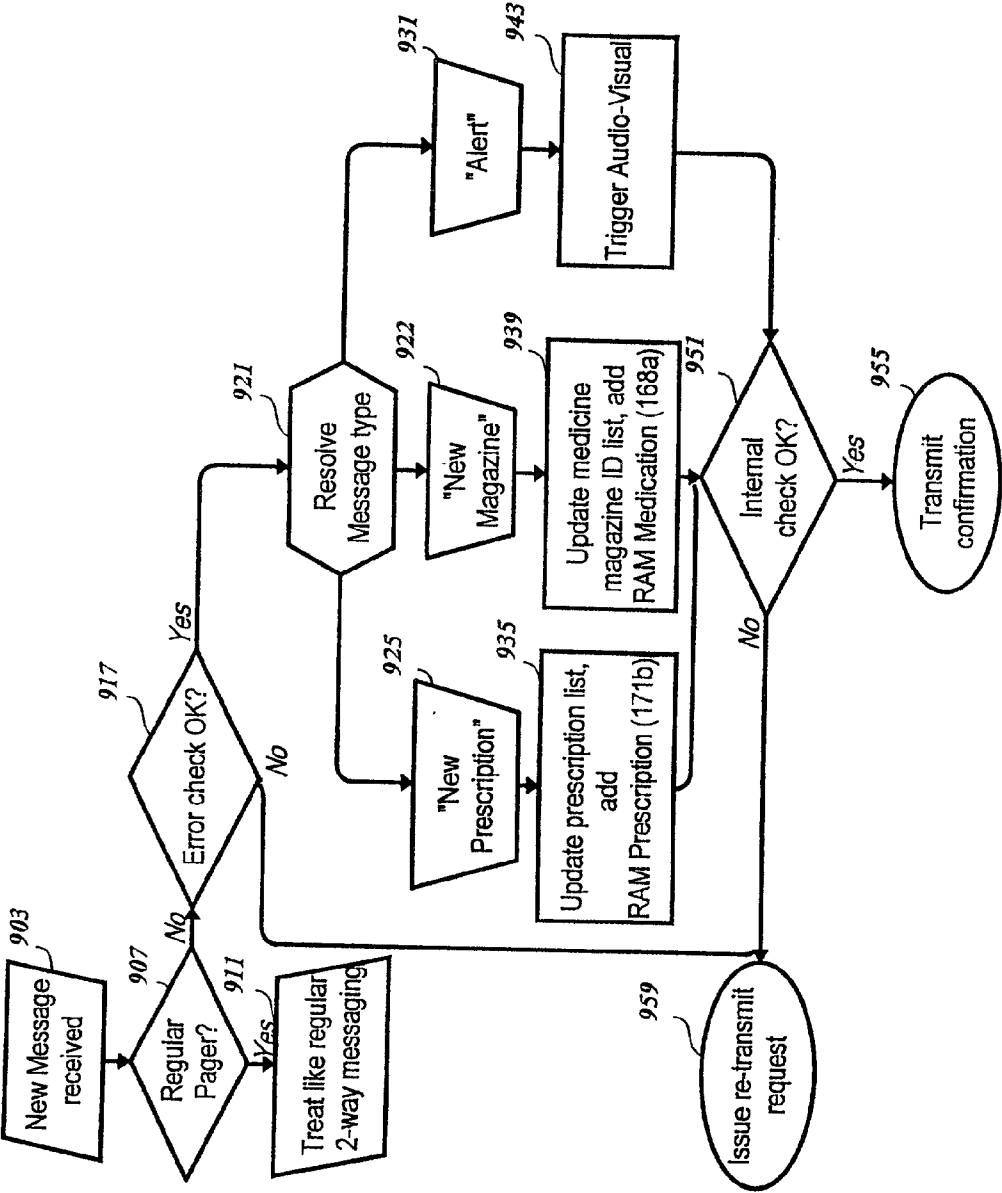 903
New Message
received
907
Regular
Pager?
No
Yes
911
Treat like regular
2-way messaging
917
Error check OK?
Yes
No
921
Resolve
Message type
925
"New
Prescription"
922
"New
Magazine"
931
"Alert"
935
Update prescription list,
add
RAM Prescription (171b)
939
Update medicine
magazine ID list, add
RAM Medication (168a)
943
Trigger Audio-Visual
951
Internal
check OK?
No
Yes
955
Transmit
confirmation
959
Issue re-transmit
request